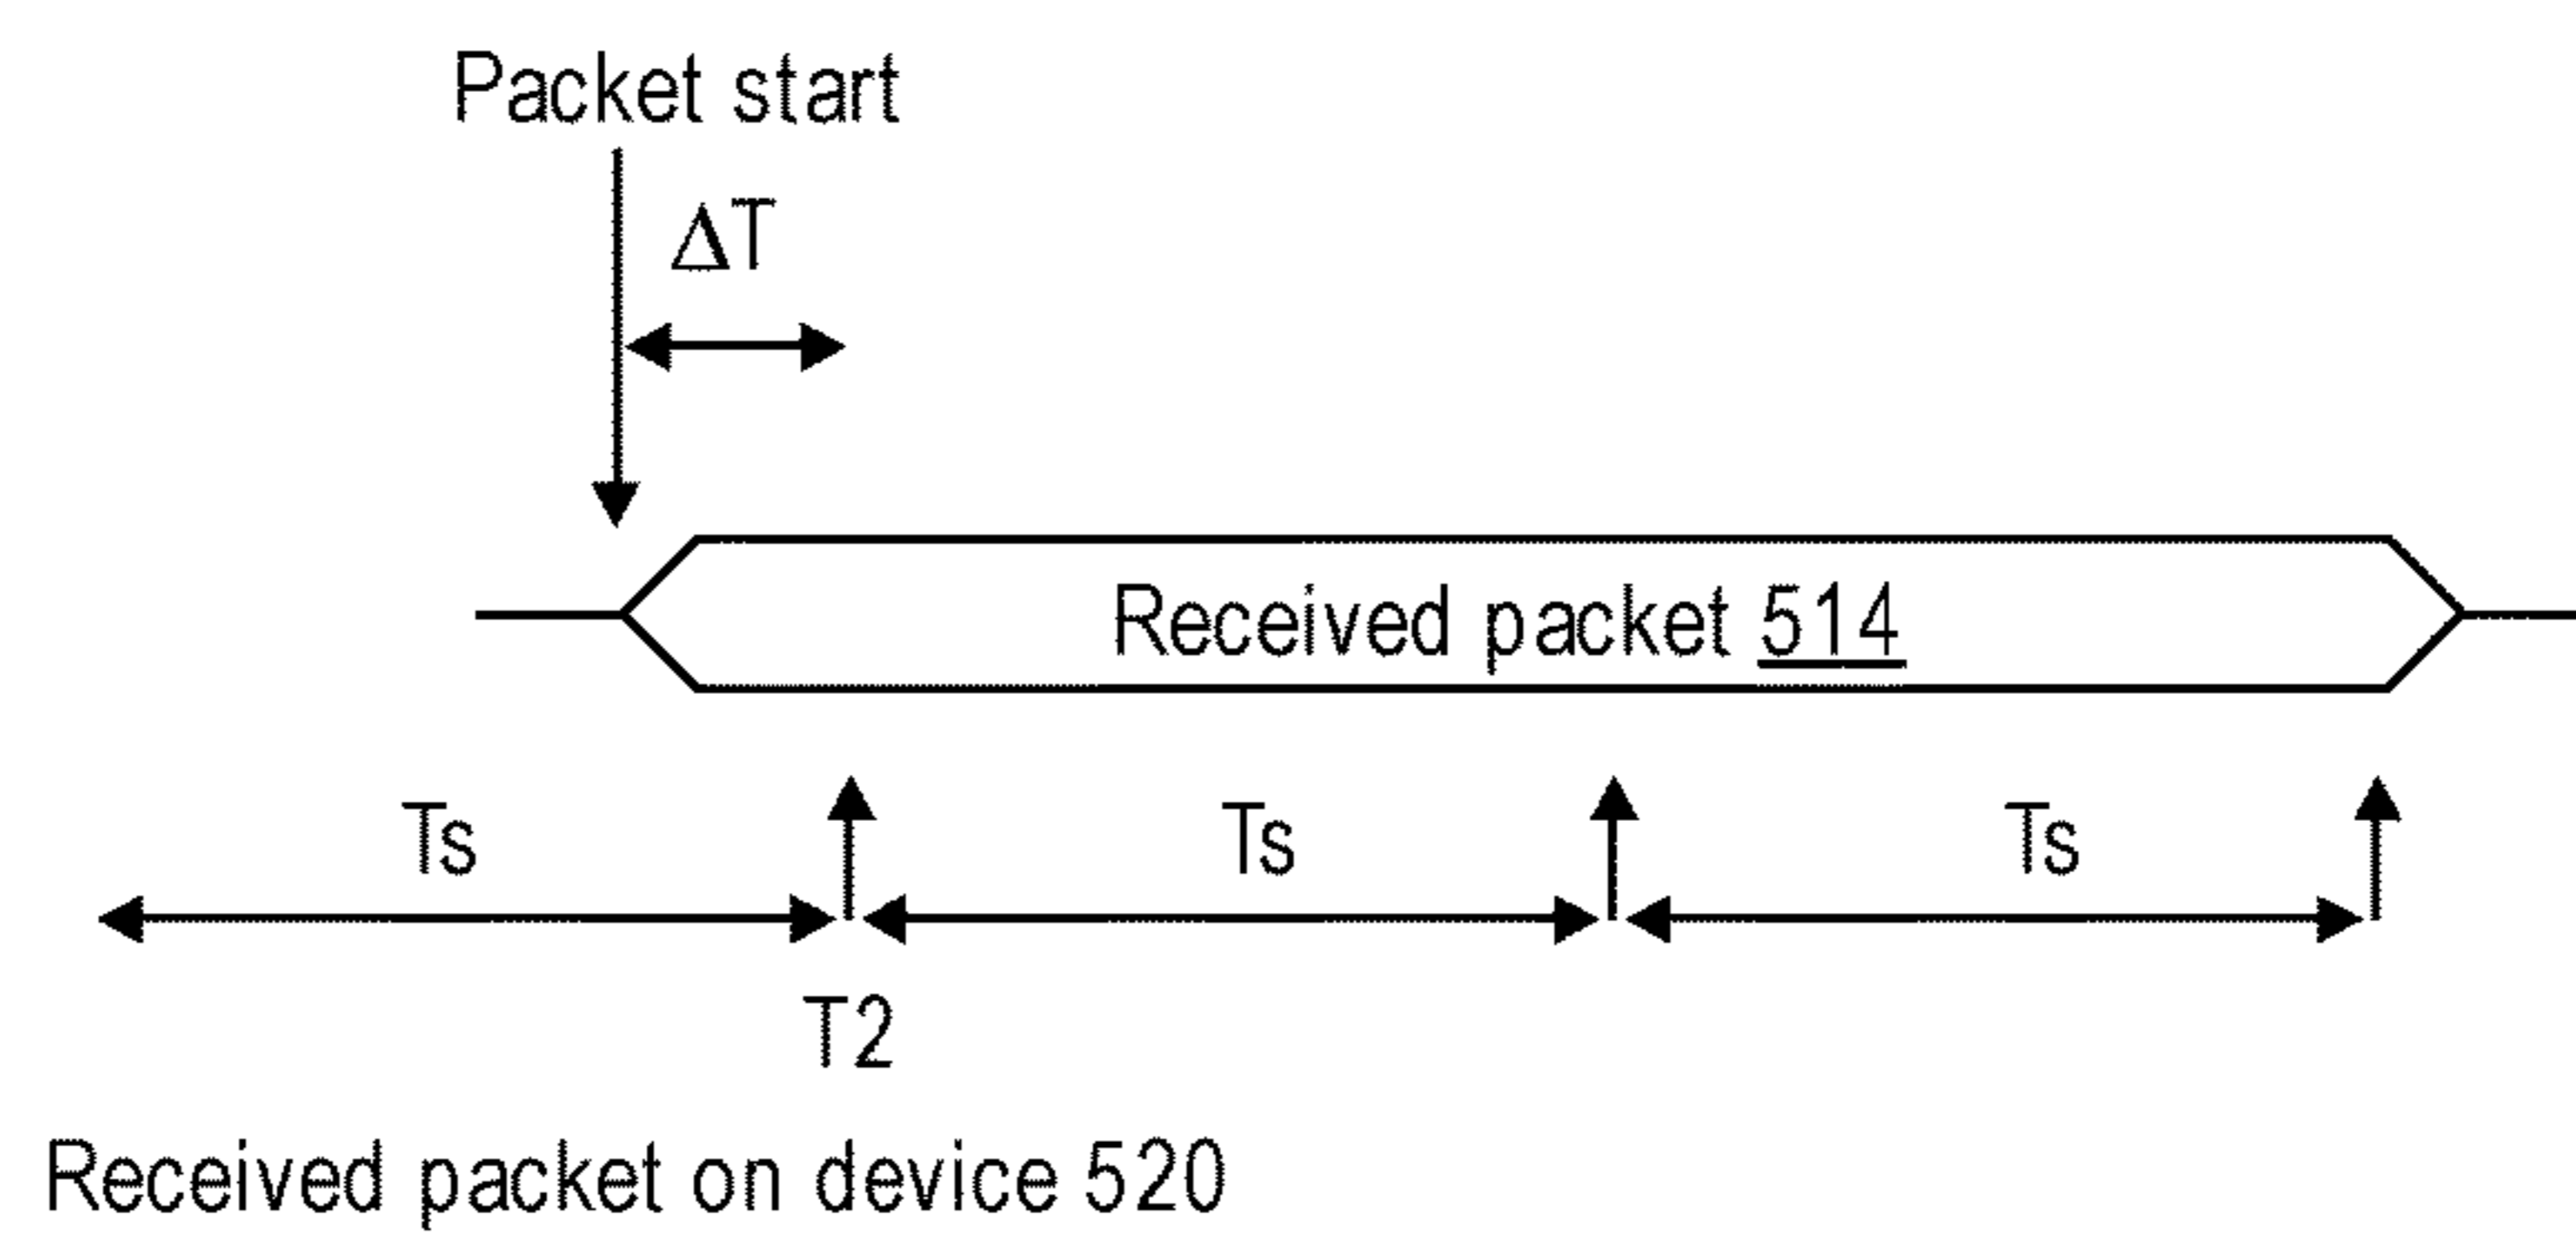 Packet start
ΔT
Received packet 514
Ts Ts Ts
T2
Received packet on device 520